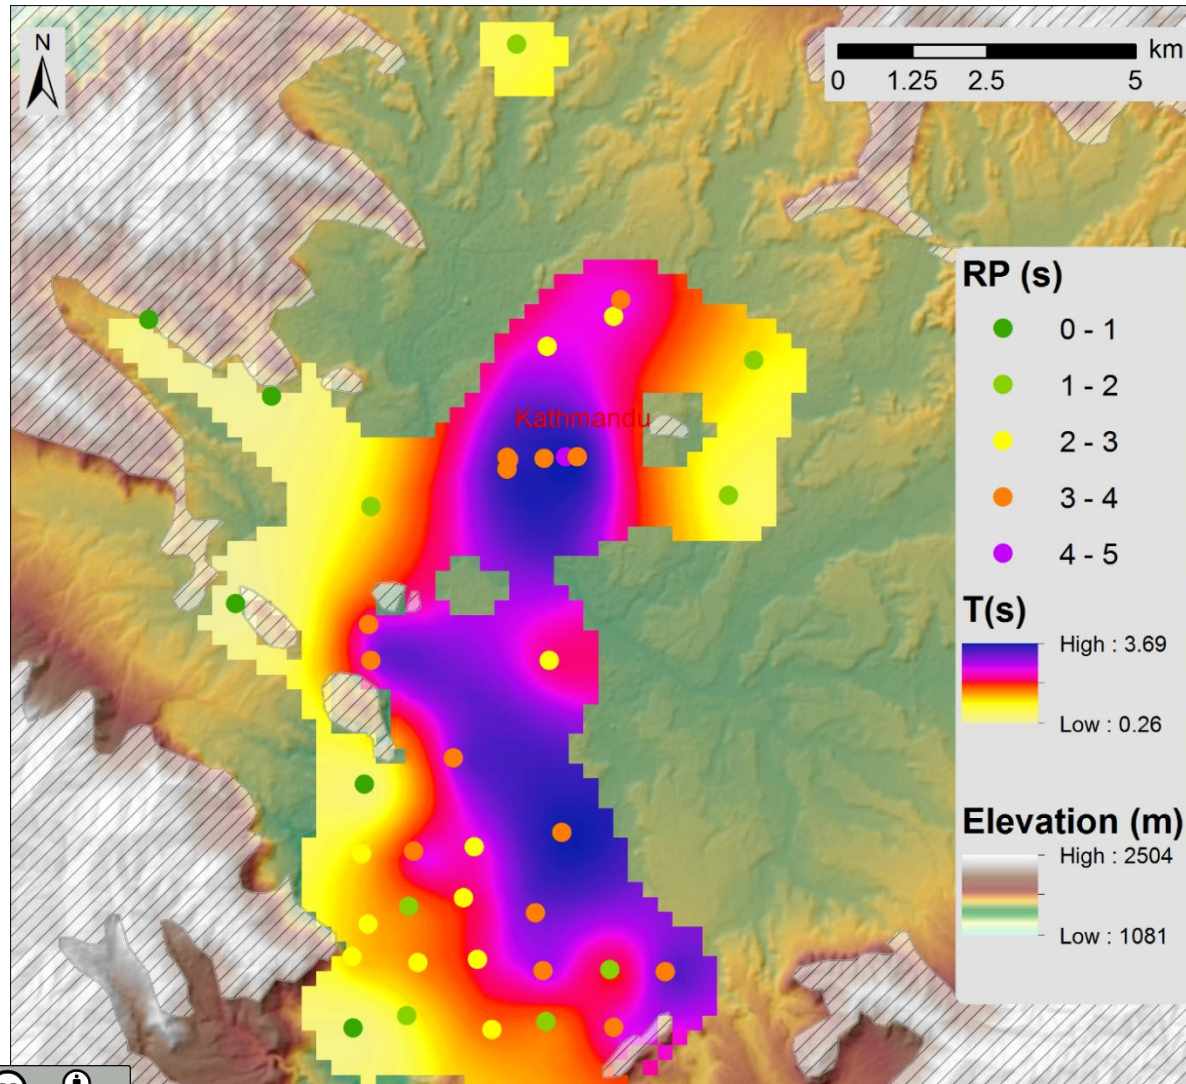 N
km
0 1.25 2.5 5
RP (s)
0 - 1
1 - 2
Kathmandu
2 - 3
3 - 4
4 - 5
T(s)
High : 3.69
Low : 0.26
Elevation (m)
High : 2504
Low : 1081